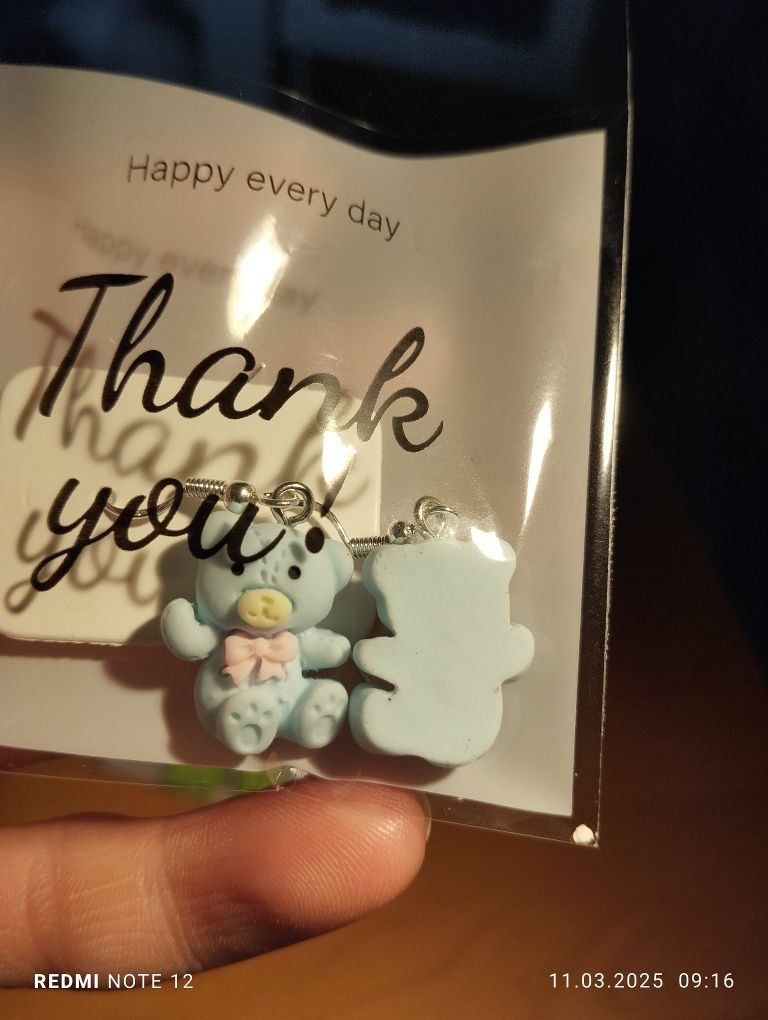 Happy every day
Thank
you!
REDMI NOTE 12
11.03.2025 09:16